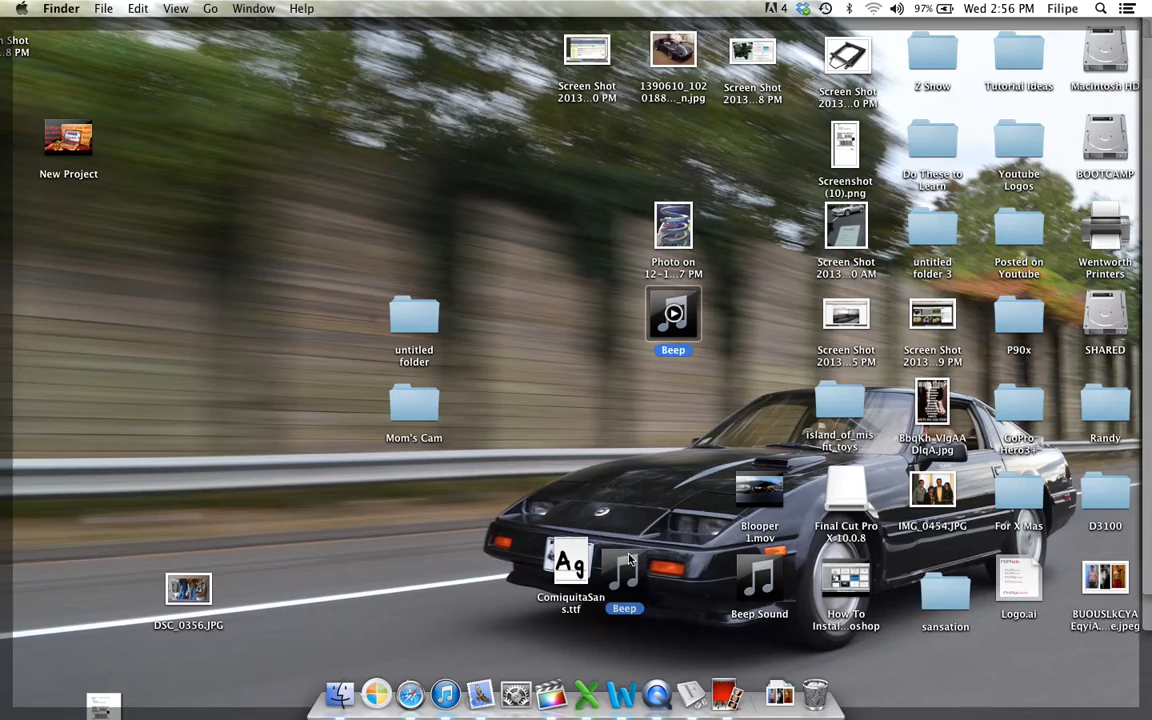 Finder File Edit View Go Window Help
4 97% Wed 2:56 PM Filipe
n Shot
...8 PM
Screen Shot
2013...0 PM
1390610_102
0188..._n.jpg
Screen Shot
2013...8 PM
Screen Shot
2013...0 PM
Z Snow
Tutorial Ideas
Macintosh HD
New Project
Screenshot
(10).png
Do These to
Learn
Youtube
Logos
BOOTCAMP
Photo on
12-1...7 PM
Screen Shot
2013...0 AM
untitled
folder 3
Posted on
Youtube
Wentworth
Printers
untitled
folder
Beep
Screen Shot
2013...5 PM
Screen Shot
2013...9 PM
P90x
SHARED
Mom's Cam
island_of_mis
fit_toys
BbqKh_VIgAA
DIqA.jpg
GoPro
Hero3+
Randy
Blooper
1.mov
Final Cut Pro
X 10.0.8
IMG_0454.JPG
For X Mas
D3100
Ag
DSC_0356.JPG
ComiquitaSan
s.ttf
Beep
Beep Sound
How To
Instal...oshop
sansation
Logo.ai
BUOUSLkCYA
EqyiA....e.jpeg